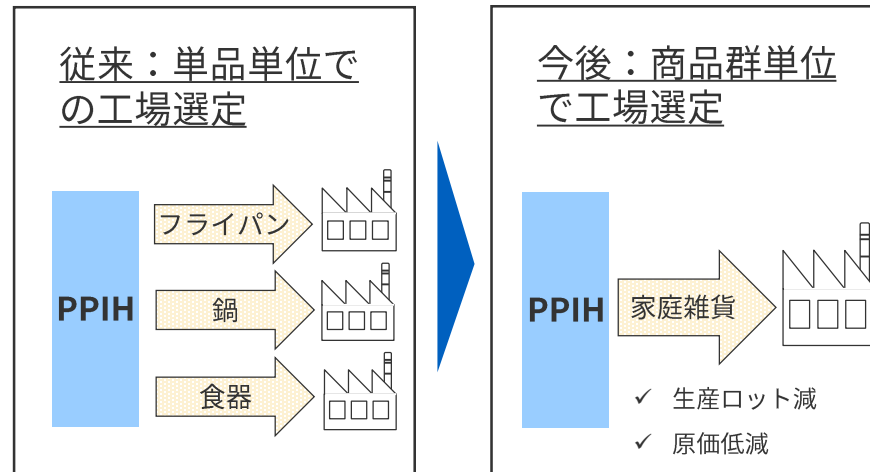 従来：単品単位で
の工場選定
PPIH
フライパン
鍋
食器
今後：商品群単位
で工場選定
PPIH
家庭雑貨
✓ 生産ロット減
✓ 原価低減